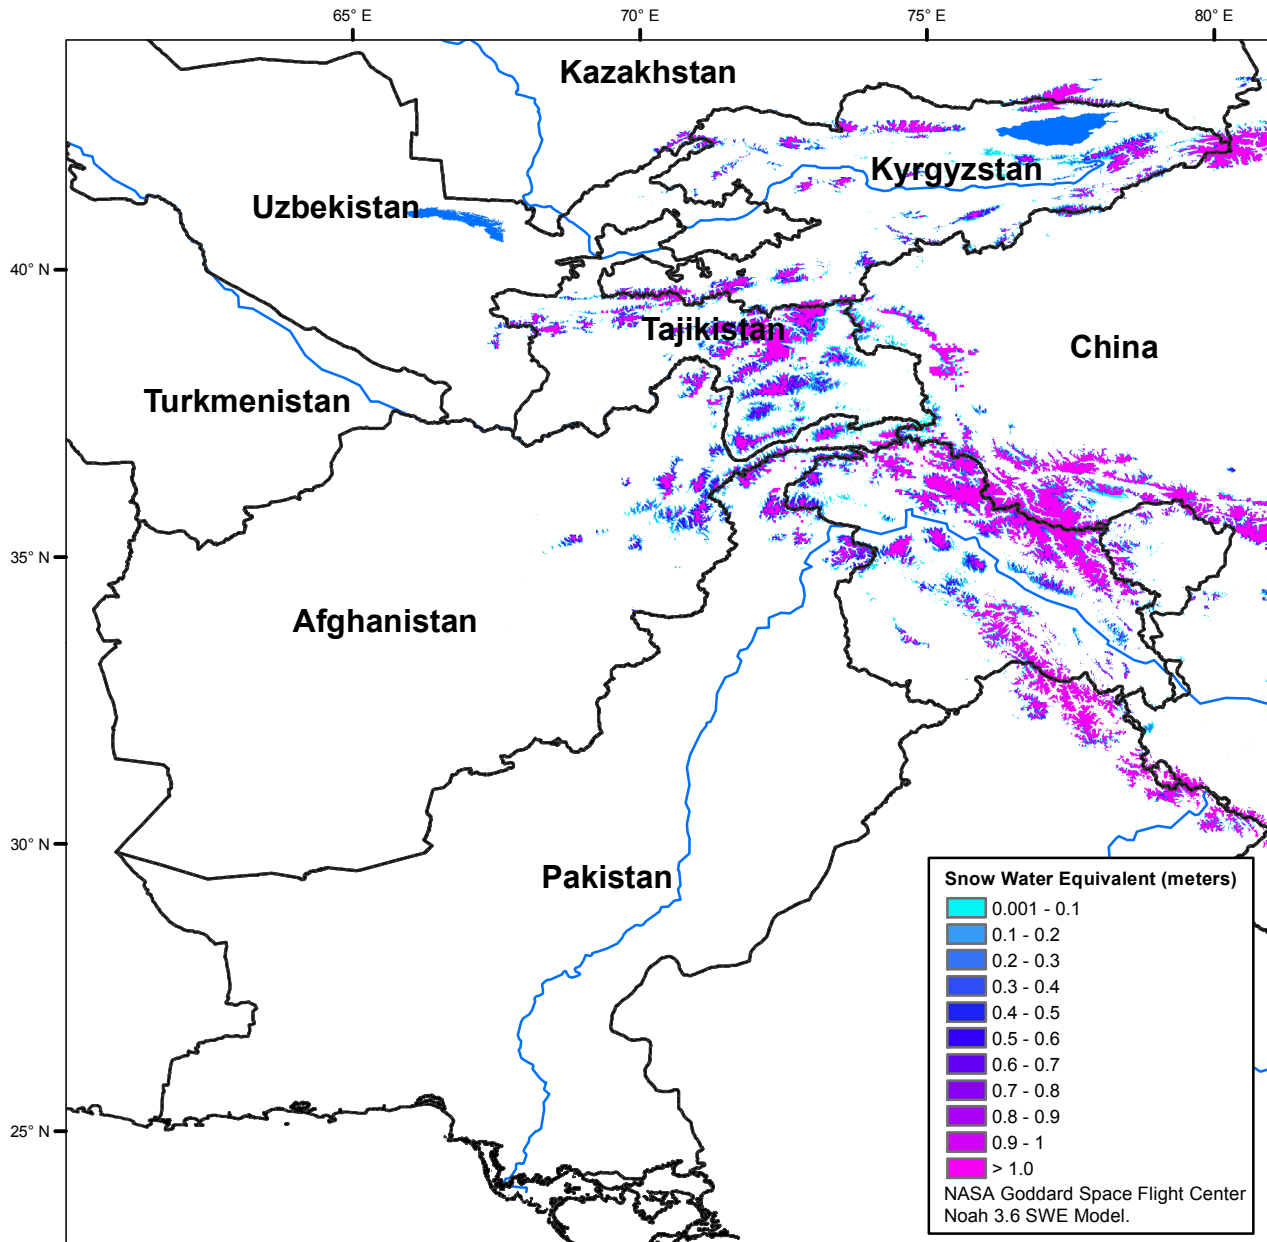 65° E
70° E
75° E
80° E
Kazakhstan
Kyrgyzstan
Uzbekistan
40° N
Tajikistan
China
Turkmenistan
35° N
Afghanistan
30° N
Pakistan
25° N
Snow Water Equivalent (meters)
0.001 - 0.1
0.1 - 0.2
0.2 - 0.3
0.3 - 0.4
0.4 - 0.5
0.5 - 0.6
0.6 - 0.7
0.7 - 0.8
0.8 - 0.9
0.9 - 1
> 1.0
NASA Goddard Space Flight Center
Noah 3.6 SWE Model.